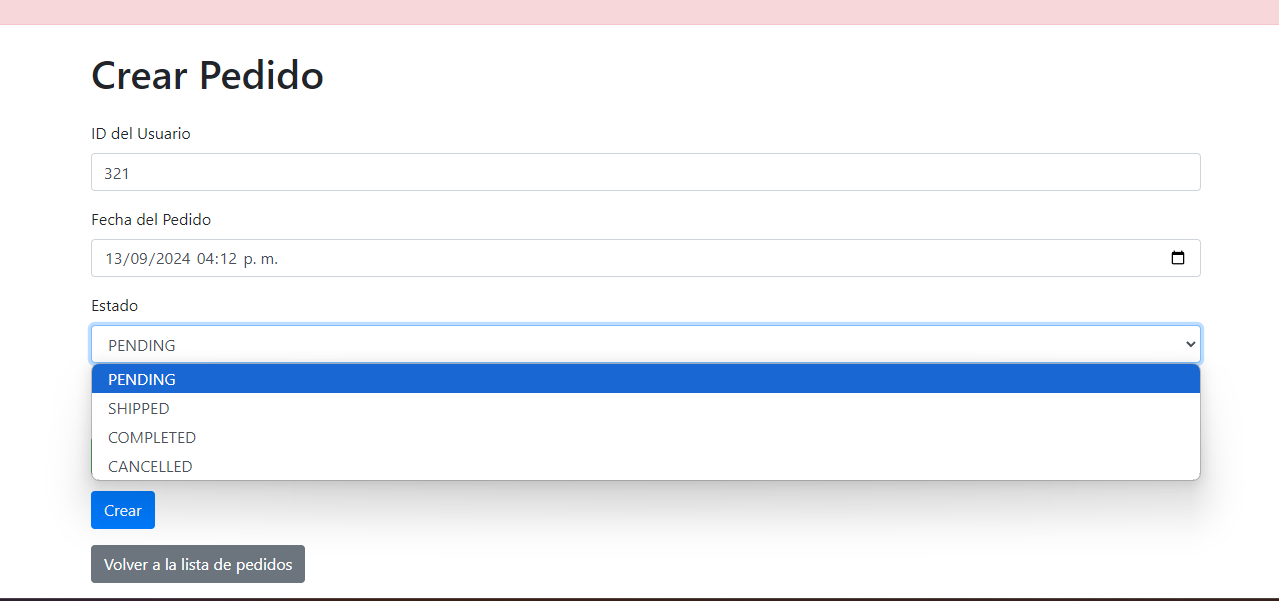 Crear Pedido
ID del Usuario
321
Fecha del Pedido
13/09/2024 04:12 p. m.
Estado
PENDING
PENDING
SHIPPED
COMPLETED
CANCELLED
Crear
Volver a la lista de pedidos